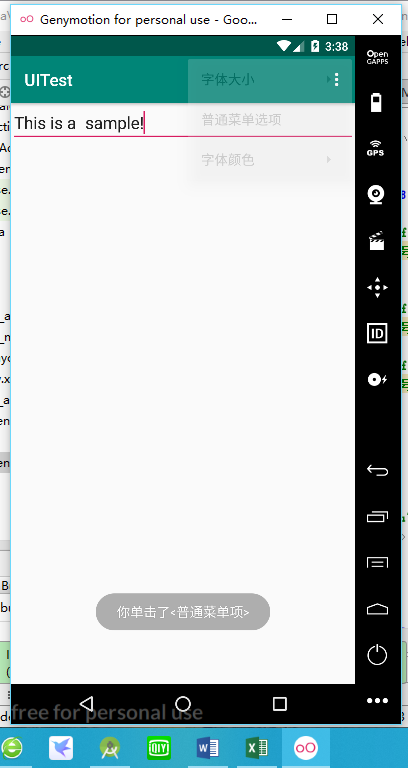 Genymotion for personal use - Goo...
Open
GAPPS
3:38
UITest
字体大小
普通菜单选项
字体颜色
This is a  sample!
GPS
ID
你单击了<普通菜单项>
free for personal use